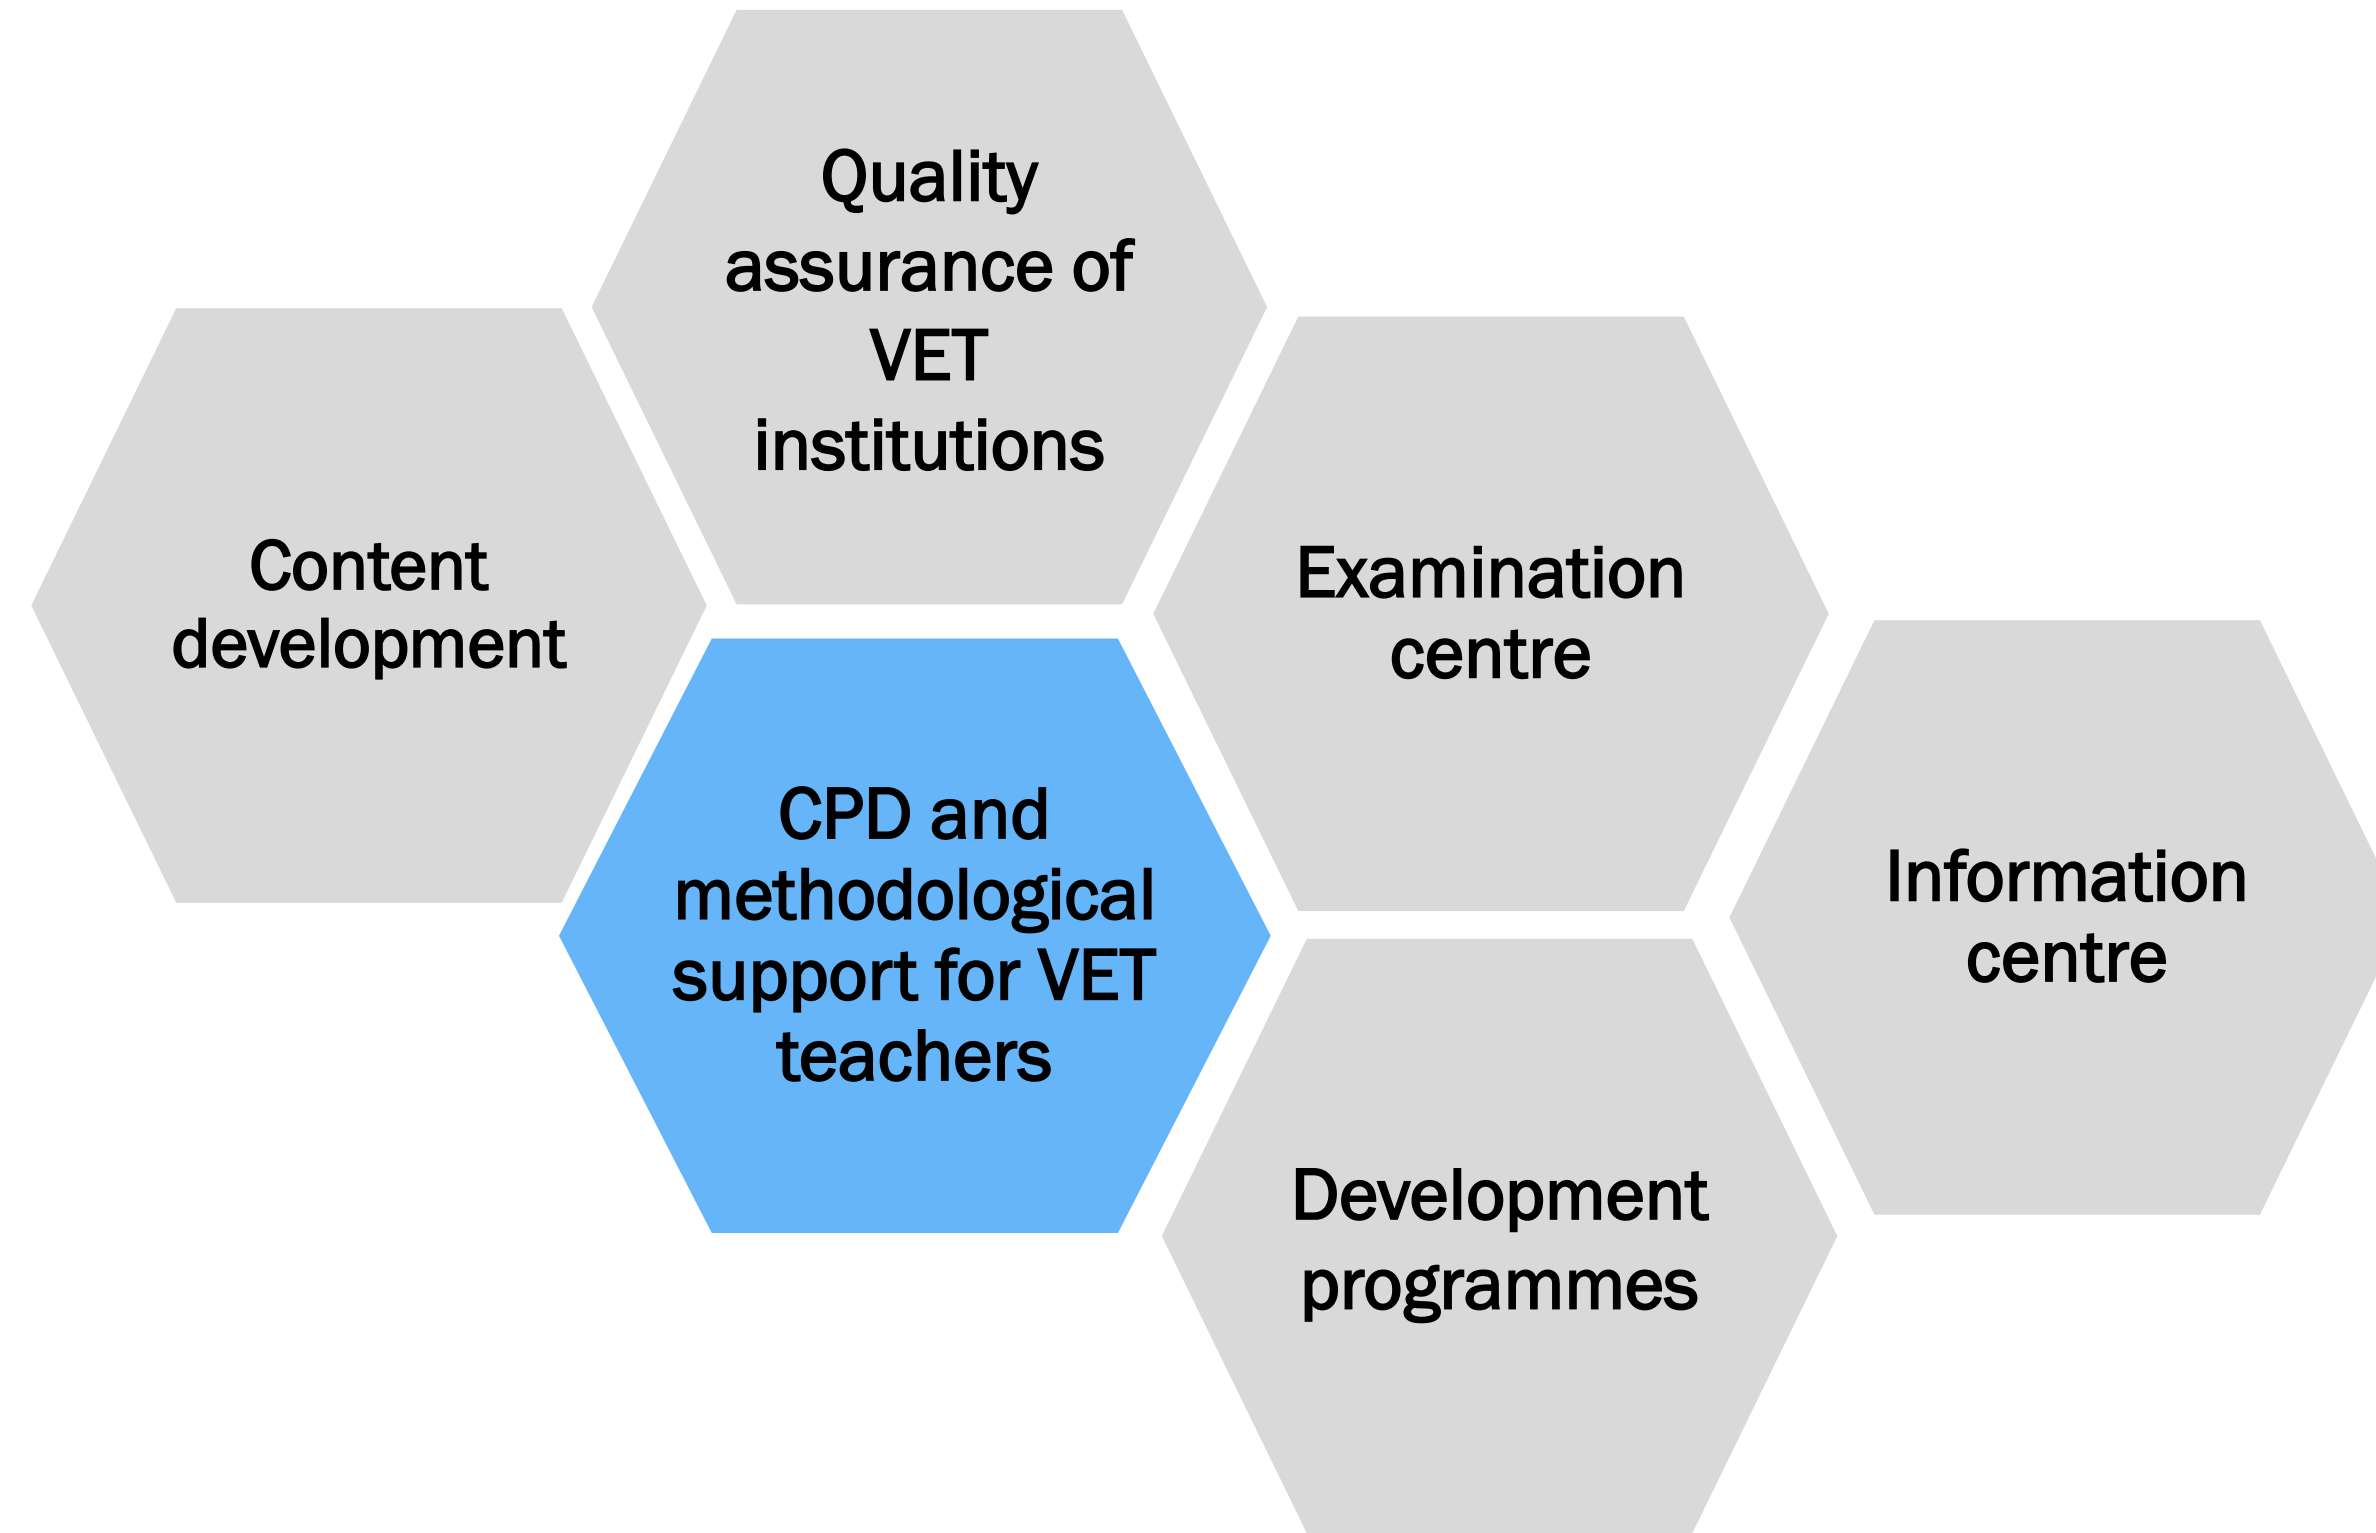 Quality
assurance of
VET
institutions
Content
development
Examination
centre
CPD and
methodological
support for VET
teachers
Information
centre
Development
programmes